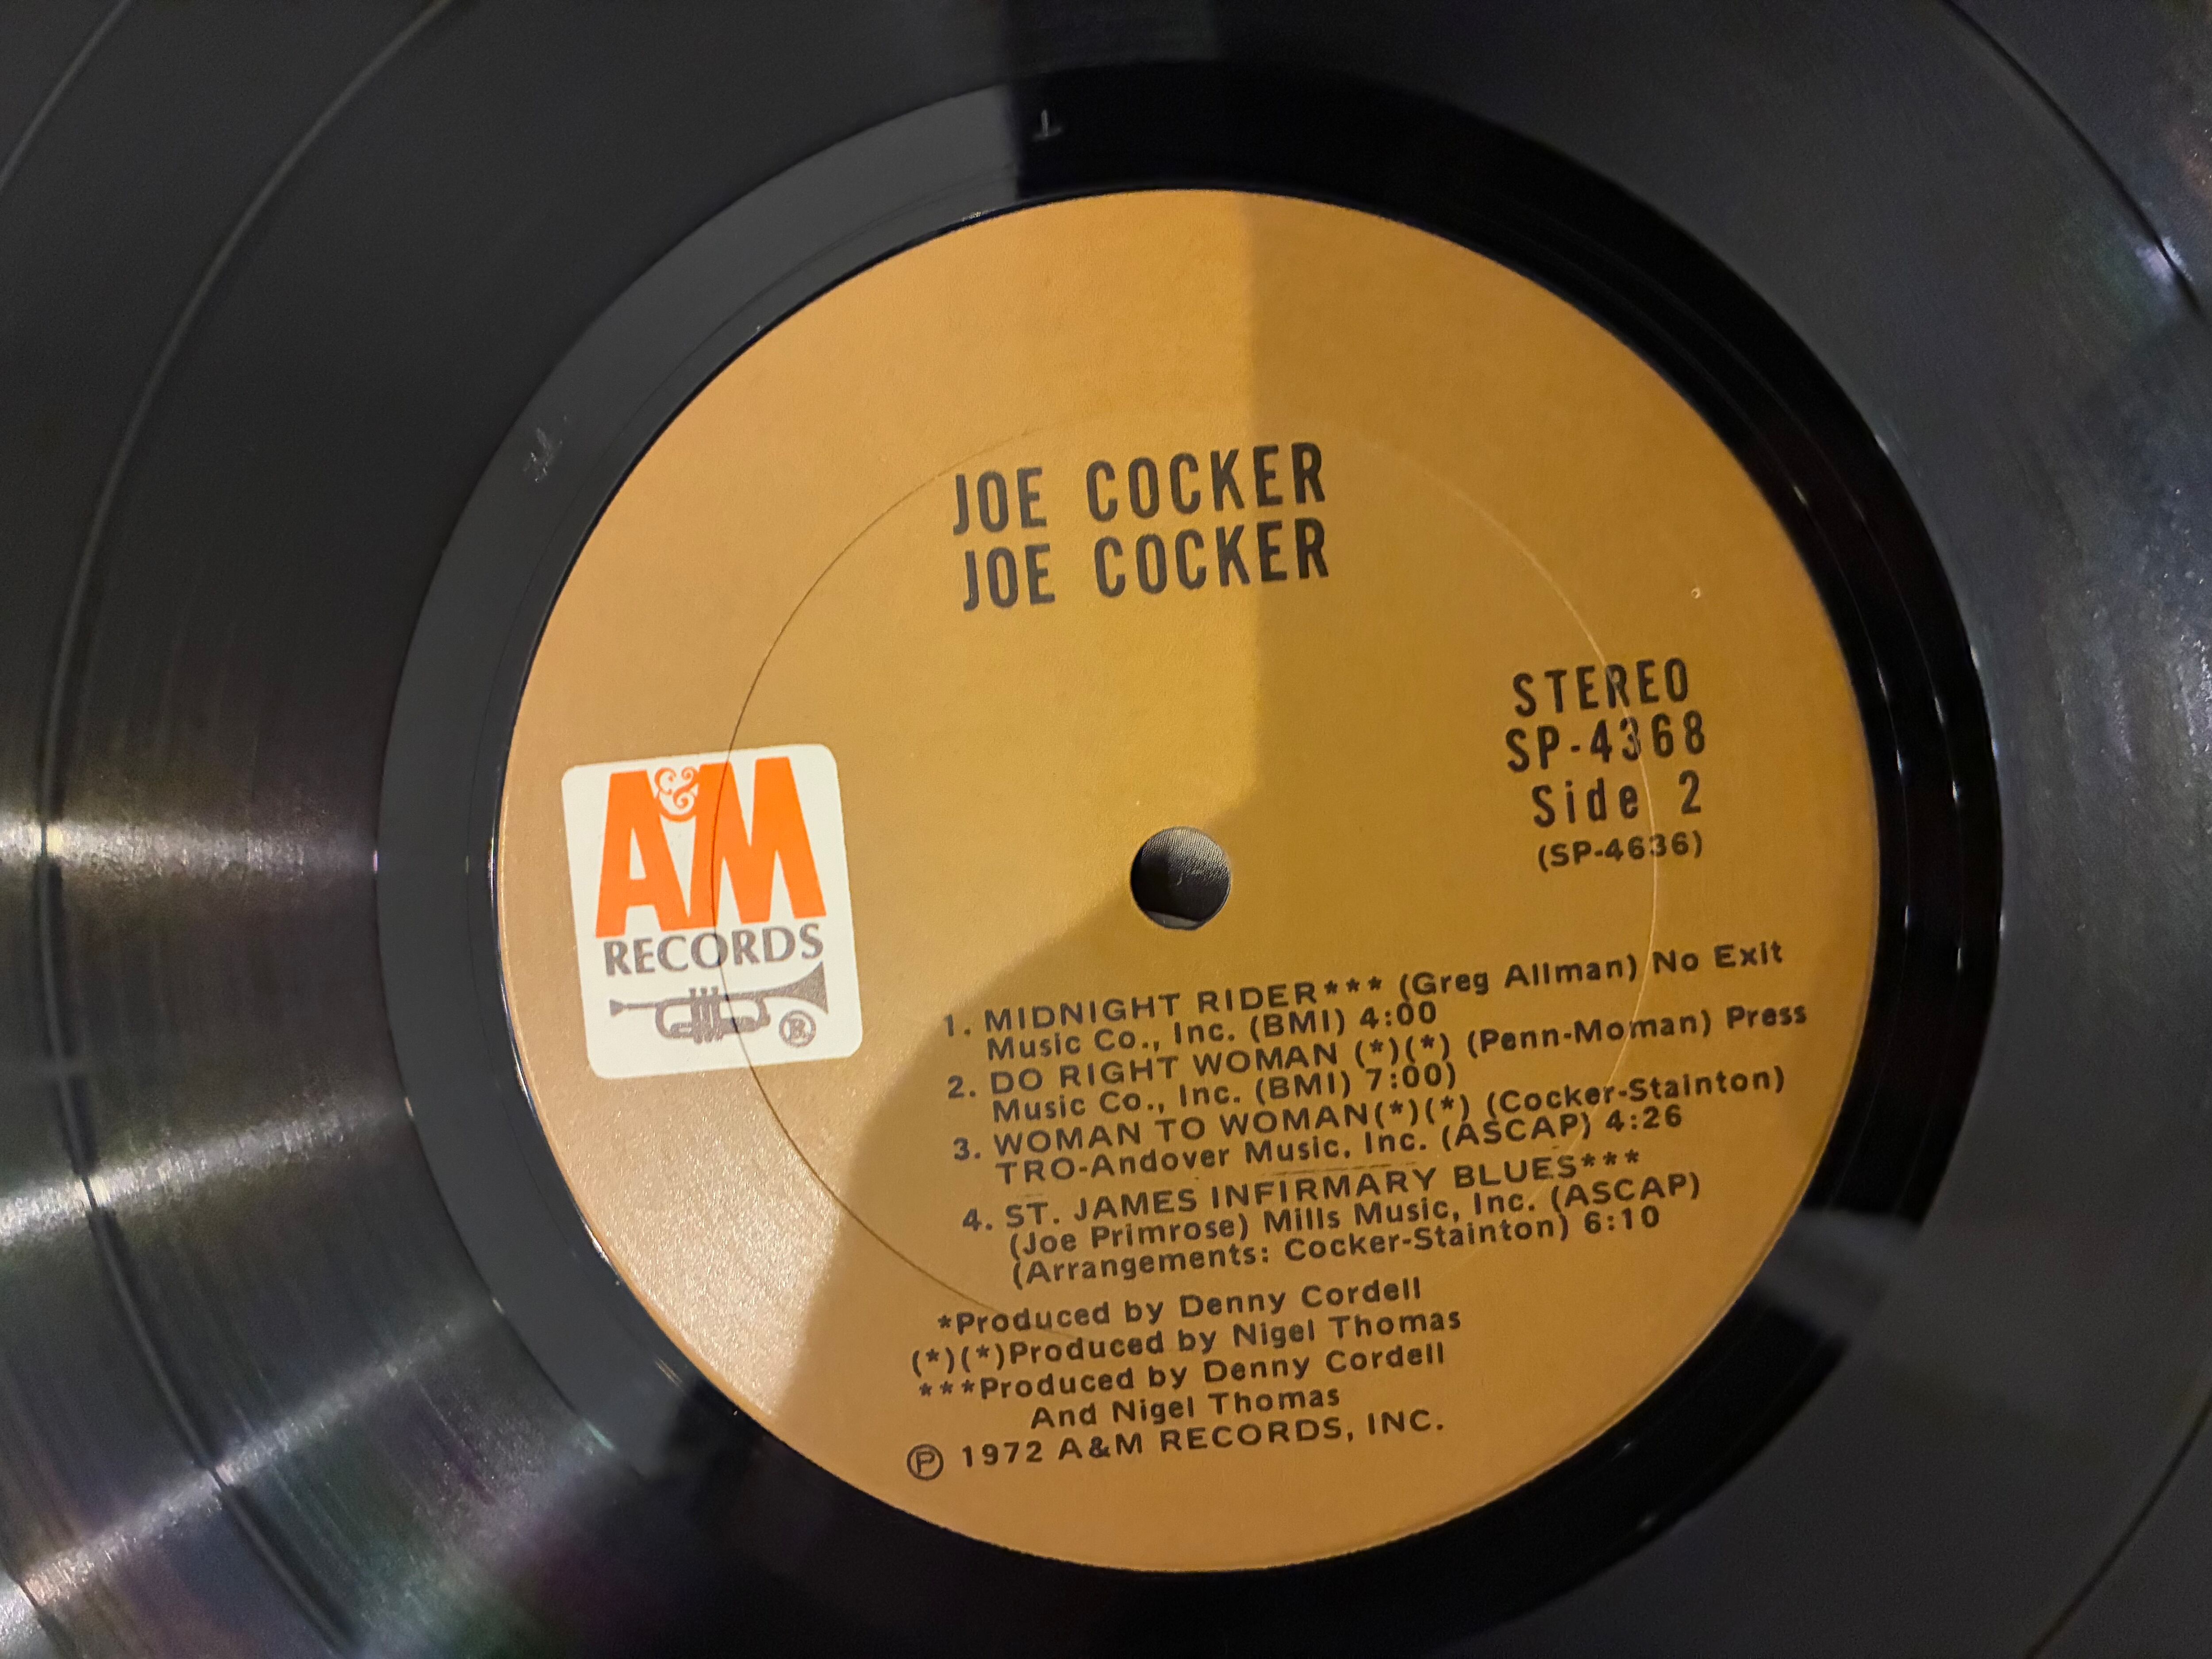 JOE COCKER
JOE COCKER
STEREO
SP-4368
Side 2
(SP-4636)
A&M
RECORDS
®
1. MIDNIGHT RIDER*** (Greg Allman) No Exit
Music Co., Inc. (BMI) 4:00
2. DO RIGHT WOMAN (*)(*) (Penn-Moman) Press
Music Co., Inc. (BMI) 7:00)
3. WOMAN TO WOMAN(*)(*) (Cocker-Stainton)
TRO-Andover Music, Inc. (ASCAP) 4:26
4. ST. JAMES INFIRMARY BLUES***
(Joe Primrose) Mills Music, Inc. (ASCAP)
(Arrangements: Cocker-Stainton) 6:10
*Produced by Denny Cordell
(*)(*)Produced by Nigel Thomas
***Produced by Denny Cordell
And Nigel Thomas
Ⓟ 1972 A&M RECORDS, INC.